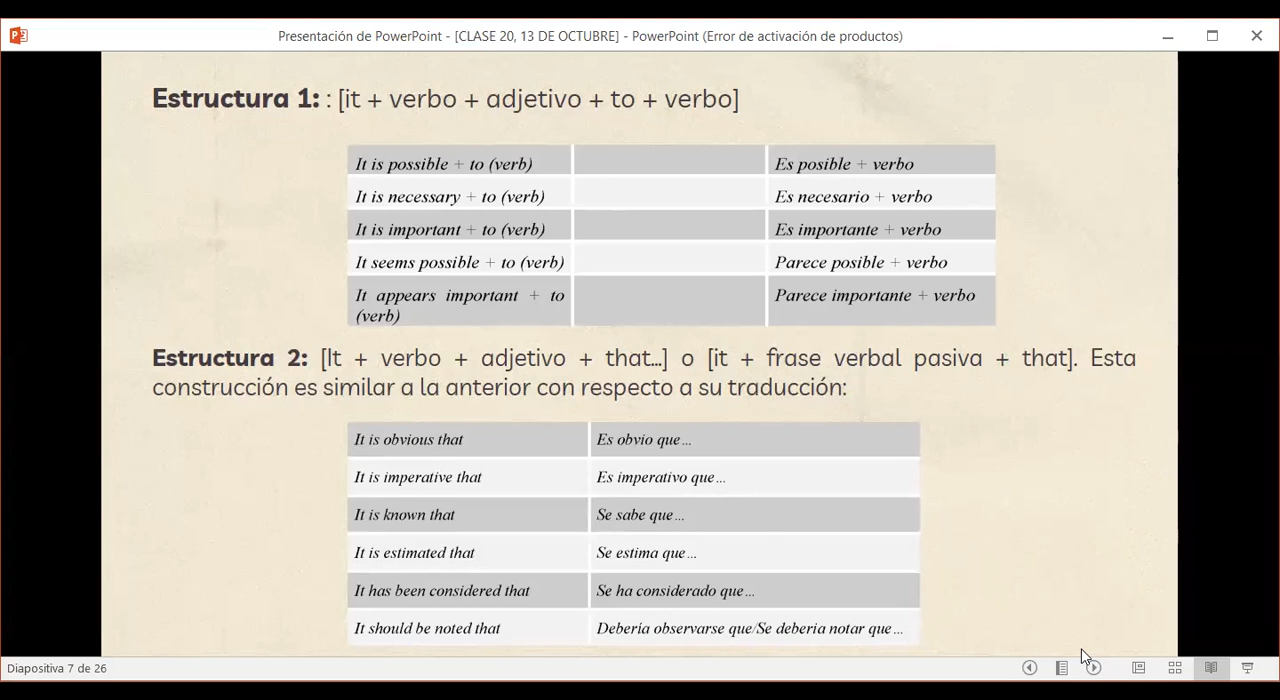 Presentación de PowerPoint - [CLASE 20, 13 DE OCTUBRE] - PowerPoint (Error de activación de productos)
Estructura 1: : [it + verbo + adjetivo + to + verbo]
It is possible + to (verb) Es posible + verbo
It is necessary + to (verb) Es necesario + verbo
It is important + to (verb) Es importante + verbo
It seems possible + to (verb) Parece posible + verbo
It appears important + to Parece importante + verbo
(verb)
Estructura 2: [It + verbo + adjetivo + that...] o [it + frase verbal pasiva + that]. Esta
construcción es similar a la anterior con respecto a su traducción:
It is obvious that Es obvio que...
It is imperative that Es imperativo que...
It is known that Se sabe que...
It is estimated that Se estima que...
It has been considered that Se ha considerado que...
It should be noted that Debería observarse que/Se debería notar que...
Diapositiva 7 de 26